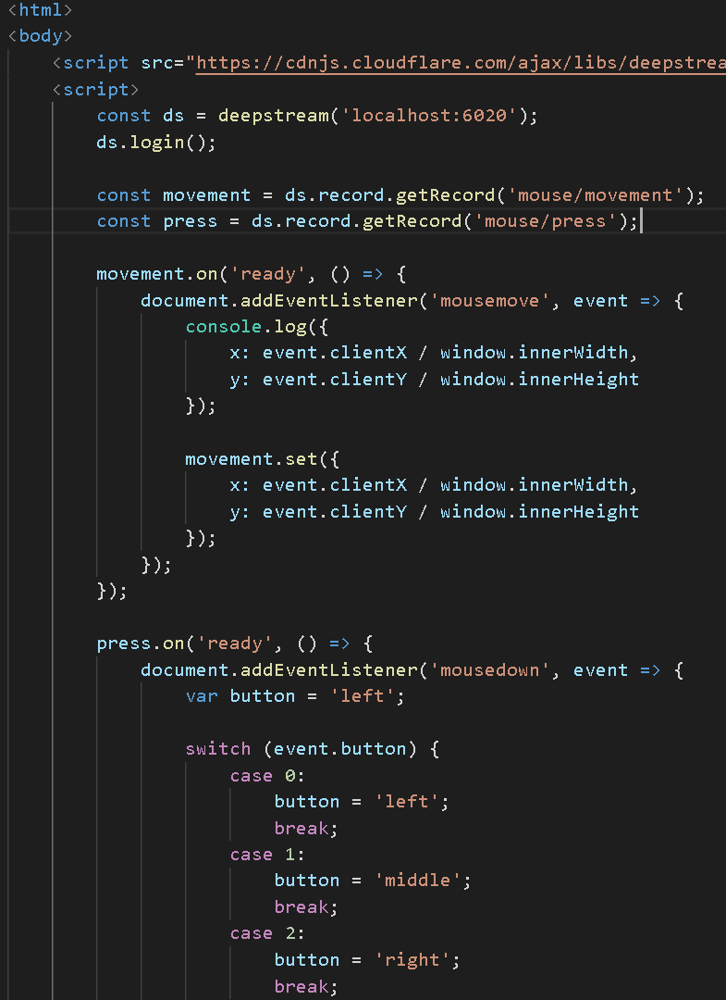 <html>
<body>
<script src="https://cdnjs.cloudflare.com/ajax/libs/deepstrea
<script>
const ds = deepstream('localhost:6020');
ds.login();
const movement = ds.record.getRecord('mouse/movement');
const press = ds.record.getRecord('mouse/press');
movement.on('ready', () => {
document.addEventListener('mousemove', event => {
console.log({
x: event.clientX / window.innerWidth,
y: event.clientY / window.innerHeight
});
movement.set({
x: event.clientX / window.innerWidth,
y: event.clientY / window.innerHeight
});
});
});
press.on('ready', () => {
document.addEventListener('mousedown', event => {
var button = 'left';
switch (event.button) {
case 0:
button = 'left';
break;
case 1:
button = 'middle';
break;
case 2:
button = 'right';
break;